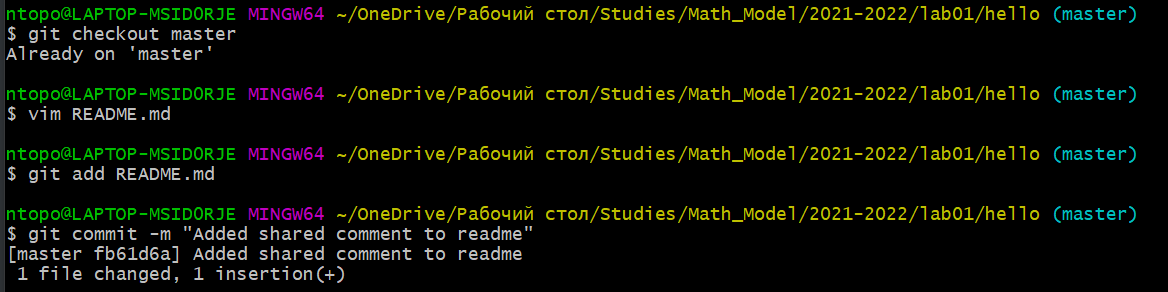 ntopo@LAPTOP-MSIDORJE MINGW64 ~/OneDrive/Рабочий стол/Studies/Math_Model/2021-2022/lab01/hello (master)
$ git checkout master
Already on 'master'
ntopo@LAPTOP-MSIDORJE MINGW64 ~/OneDrive/Рабочий стол/Studies/Math_Model/2021-2022/lab01/hello (master)
$ vim README.md
ntopo@LAPTOP-MSIDORJE MINGW64 ~/OneDrive/Рабочий стол/Studies/Math_Model/2021-2022/lab01/hello (master)
$ git add README.md
ntopo@LAPTOP-MSIDORJE MINGW64 ~/OneDrive/Рабочий стол/Studies/Math_Model/2021-2022/lab01/hello (master)
$ git commit -m "Added shared comment to readme"
[master fb61d6a] Added shared comment to readme
 1 file changed, 1 insertion(+)